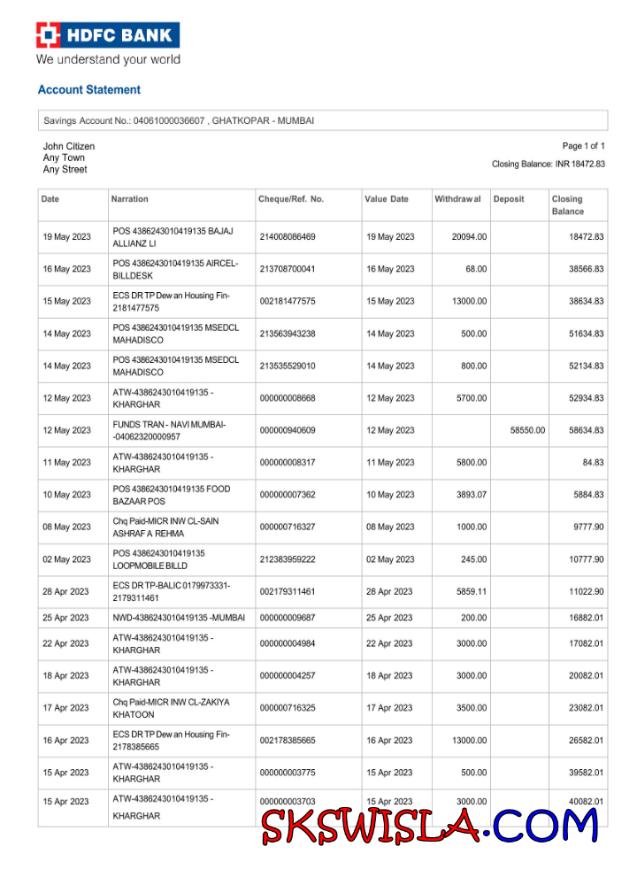 HDFC BANK
We understand your world
Account Statement
Savings Account No.: 04061000036607 , GHATKOPAR - MUMBAI
John Citizen
Any Town
Any Street
Page 1 of 1
Closing Balance: INR 18472.83
Date Narration Cheque/Ref. No. Value Date Withdrawal Deposit Closing
Balance
19 May 2023 POS 4386243010419135 BAJAJ
ALLIANZ LI 214008086469 19 May 2023 20094.00 18472.83
16 May 2023 POS 4386243010419135 AIRCEL-
BILLDESK 213708700041 16 May 2023 68.00 38566.83
15 May 2023 ECS DR TP Dewan Housing Fin-
2181477575 002181477575 15 May 2023 13000.00 38634.83
14 May 2023 POS 4386243010419135 MSEDCL
MAHADISCO 213563943238 14 May 2023 500.00 51634.83
14 May 2023 POS 4386243010419135 MSEDCL
MAHADISCO 213535529010 14 May 2023 800.00 52134.83
12 May 2023 ATW-4386243010419135 -
KHARGHAR 000000008668 12 May 2023 5700.00 52934.83
12 May 2023 FUNDS TRAN - NAVI MUMBAI-
-04062320000957 000000940609 12 May 2023 58550.00 58634.83
11 May 2023 ATW-4386243010419135 -
KHARGHAR 000000008317 11 May 2023 5800.00 84.83
10 May 2023 POS 4386243010419135 FOOD
BAZAAR POS 000000007362 10 May 2023 3893.07 5884.83
08 May 2023 Chq Paid-MICR INW CL-SAIN
ASHRAF A REHMA 000000716327 08 May 2023 1000.00 9777.90
02 May 2023 POS 4386243010419135
LOOPMOBILE BILLD 212383959222 02 May 2023 245.00 10777.90
28 Apr 2023 ECS DR TP-BALIC 0179973331-
2179311461 002179311461 28 Apr 2023 5859.11 11022.90
25 Apr 2023 NWD-4386243010419135 -MUMBAI 000000009687 25 Apr 2023 200.00 16882.01
22 Apr 2023 ATW-4386243010419135 -
KHARGHAR 000000004984 22 Apr 2023 3000.00 17082.01
18 Apr 2023 ATW-4386243010419135 -
KHARGHAR 000000004257 18 Apr 2023 3000.00 20082.01
17 Apr 2023 Chq Paid-MICR INW CL-ZAKIYA
KHATOON 000000716325 17 Apr 2023 3500.00 23082.01
16 Apr 2023 ECS DR TP Dewan Housing Fin-
2178385665 002178385665 16 Apr 2023 13000.00 26582.01
15 Apr 2023 ATW-4386243010419135 -
KHARGHAR 000000003775 15 Apr 2023 500.00 39582.01
15 Apr 2023 ATW-4386243010419135 -
KHARGHAR 000000003703 15 Apr 2023 3000.00 40082.01
SKSWISLA.COM